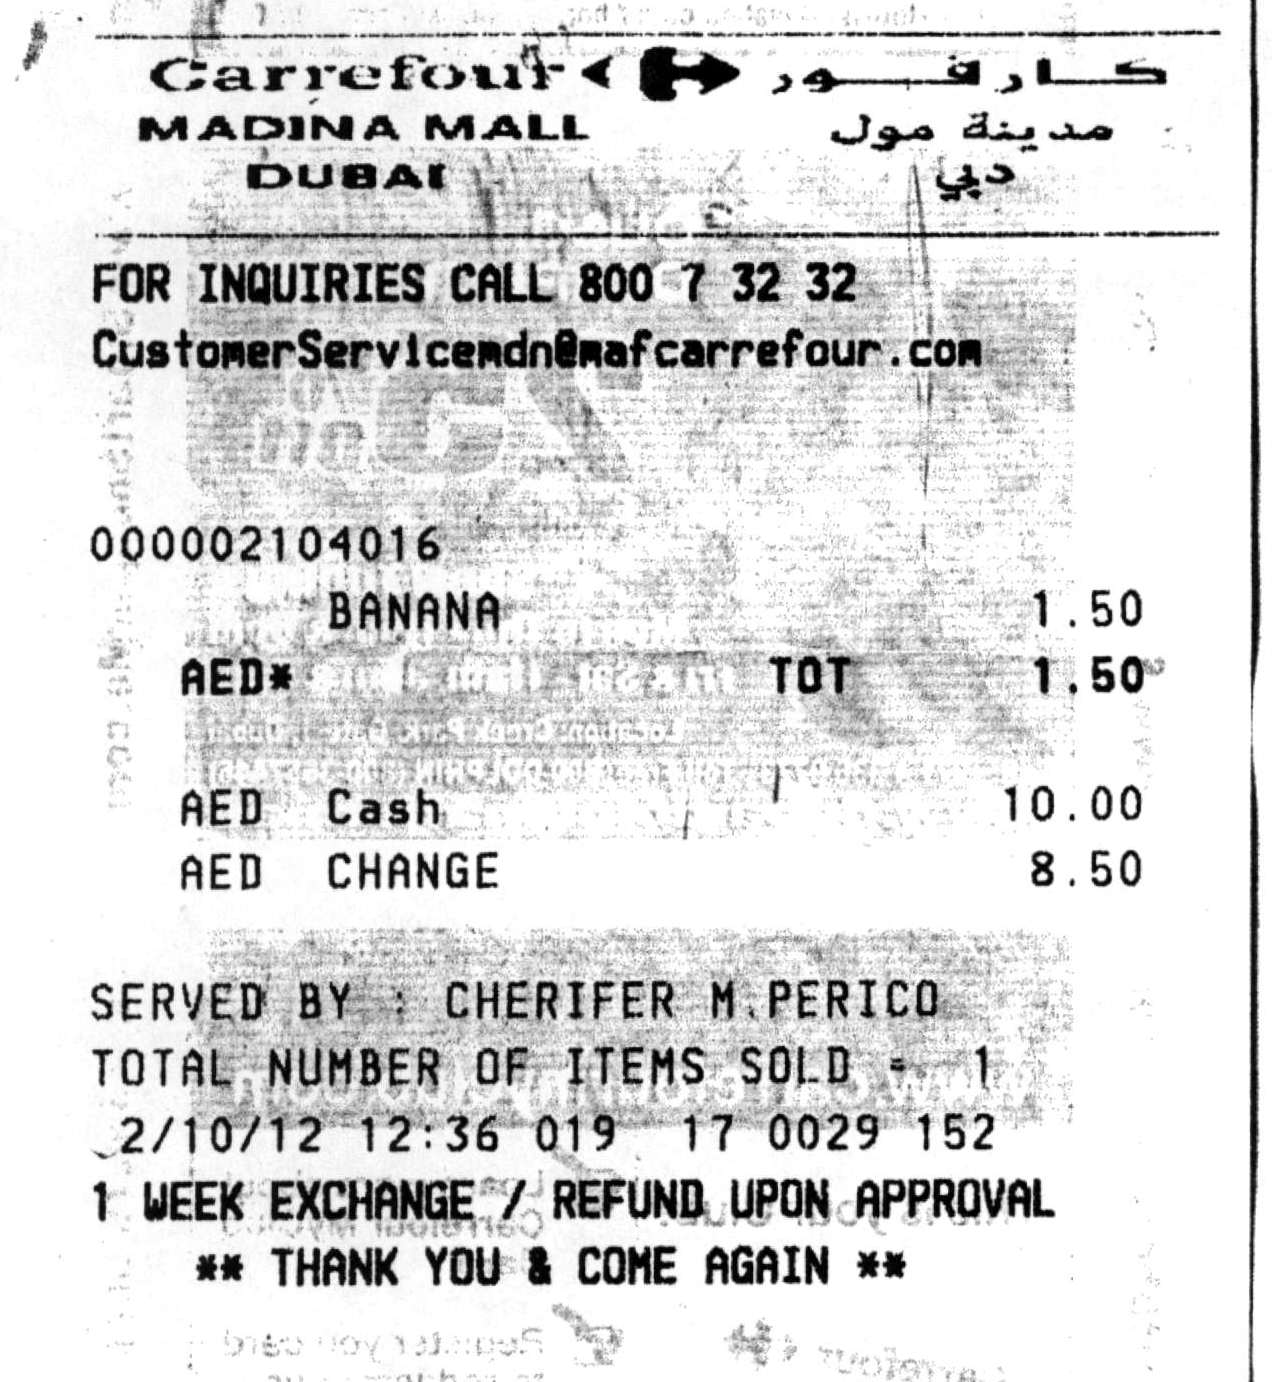 Carrefour كارفور
MADINA MALL مدينة مول
DUBAI دبي
FOR INQUIRIES CALL 800 7 32 32
CustomerServicemdn@mafcarrefour.com
000002104016
BANANA 1.50
AED* TOT 1.50
AED Cash 10.00
AED CHANGE 8.50
SERVED BY : CHERIFER M.PERICO
TOTAL NUMBER OF ITEMS SOLD = 1
2/10/12 12:36 019 17 0029 152
1 WEEK EXCHANGE / REFUND UPON APPROVAL
** THANK YOU & COME AGAIN **